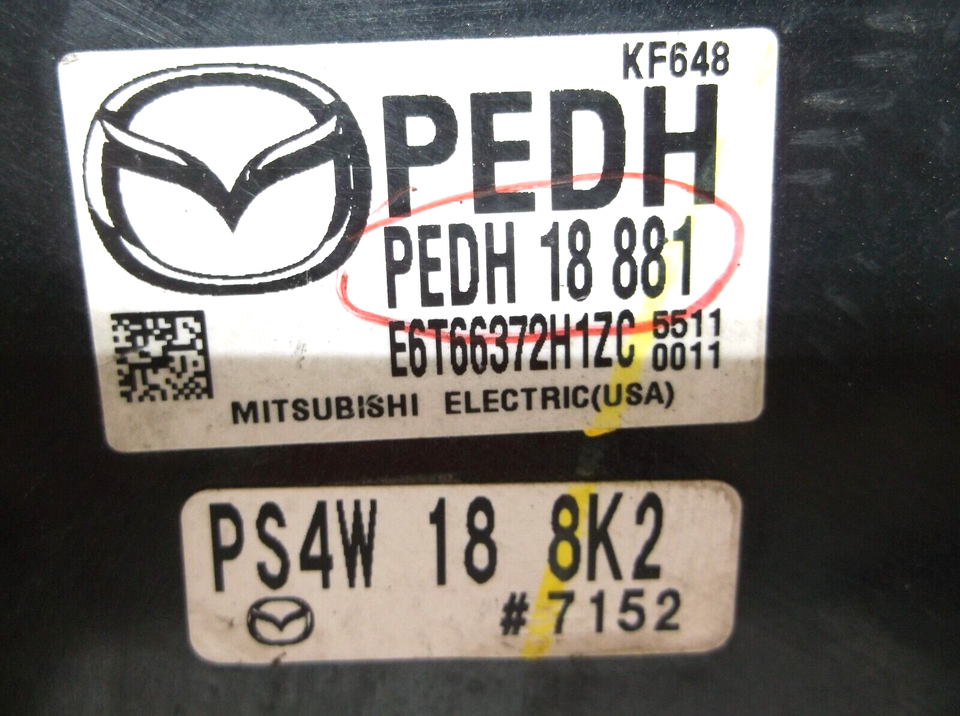 KF648
PEDH
PEDH 18 881
E6T66372H1ZC 5511 0011
MITSUBISHI ELECTRIC(USA)
PS4W 18 8K2
#7152